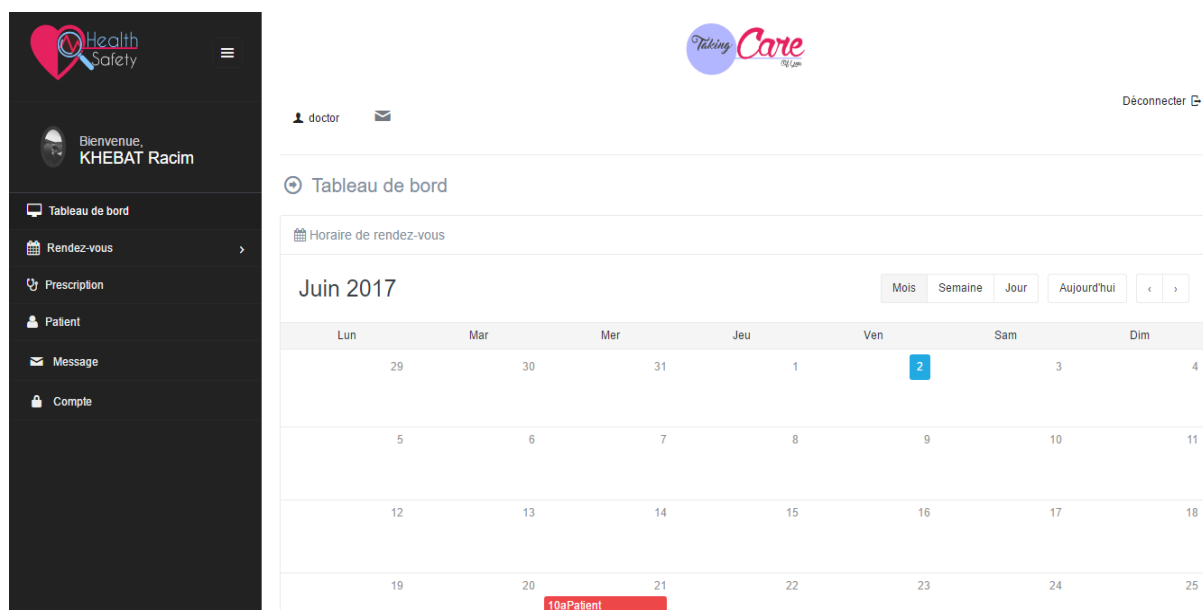 Health
Safety
Taking Care
Of You
Déconnecter
doctor
Bienvenue,
KHEBAT Racim
Tableau de bord
Rendez-vous
Prescription
Patient
Message
Compte
Tableau de bord
Horaire de rendez-vous
Juin 2017
Mois Semaine Jour Aujourd'hui
Lun Mar Mer Jeu Ven Sam Dim
29 30 31 1 2 3 4
5 6 7 8 9 10 11
12 13 14 15 16 17 18
19 20 21 22 23 24 25
10aPatient